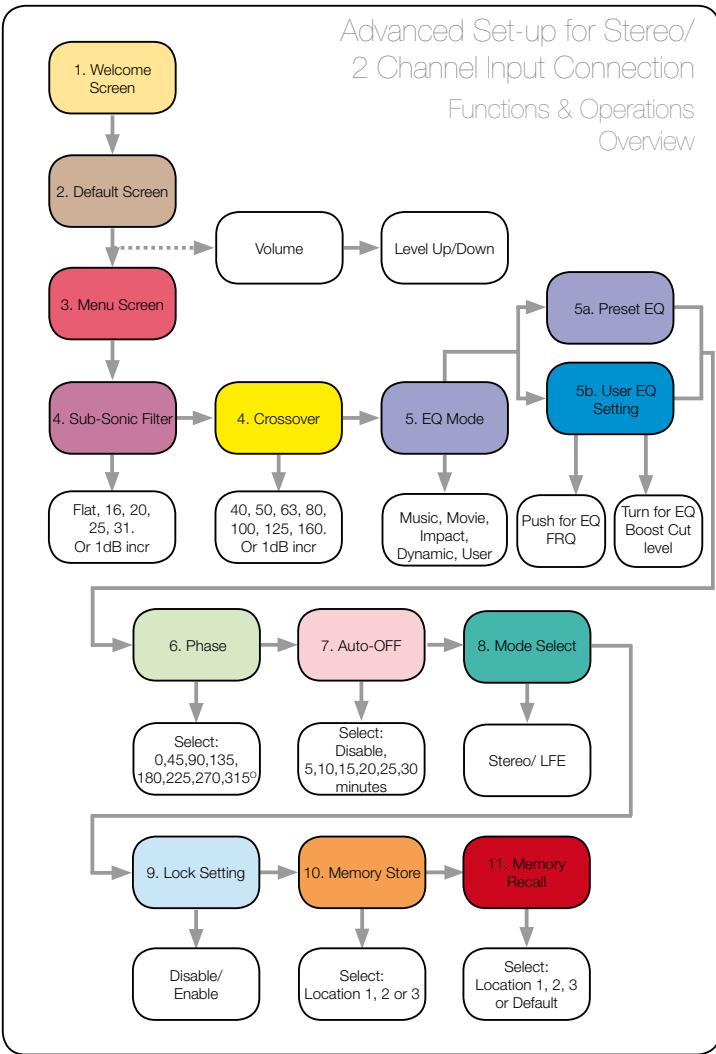 Advanced Set-up for Stereo/
2 Channel Input Connection
Functions & Operations
Overview
1. Welcome
Screen
2. Default Screen
Volume
Level Up/Down
3. Menu Screen
5a. Preset EQ
5b. User EQ
Setting
4. Sub-Sonic Filter
4. Crossover
5. EQ Mode
Flat, 16, 20,
25, 31.
Or 1dB incr
40, 50, 63, 80,
100, 125, 160.
Or 1dB incr
Music, Movie,
Impact,
Dynamic, User
Push for EQ
FRQ
Turn for EQ
Boost Cut
level
6. Phase
7. Auto-OFF
8. Mode Select
Select:
0,45,90,135,
180,225,270,315º
Select:
Disable,
5,10,15,20,25,30
minutes
Stereo/ LFE
9. Lock Setting
10. Memory Store
11. Memory
Recall
Disable/
Enable
Select:
Location 1, 2 or 3
Select:
Location 1, 2, 3
or Default